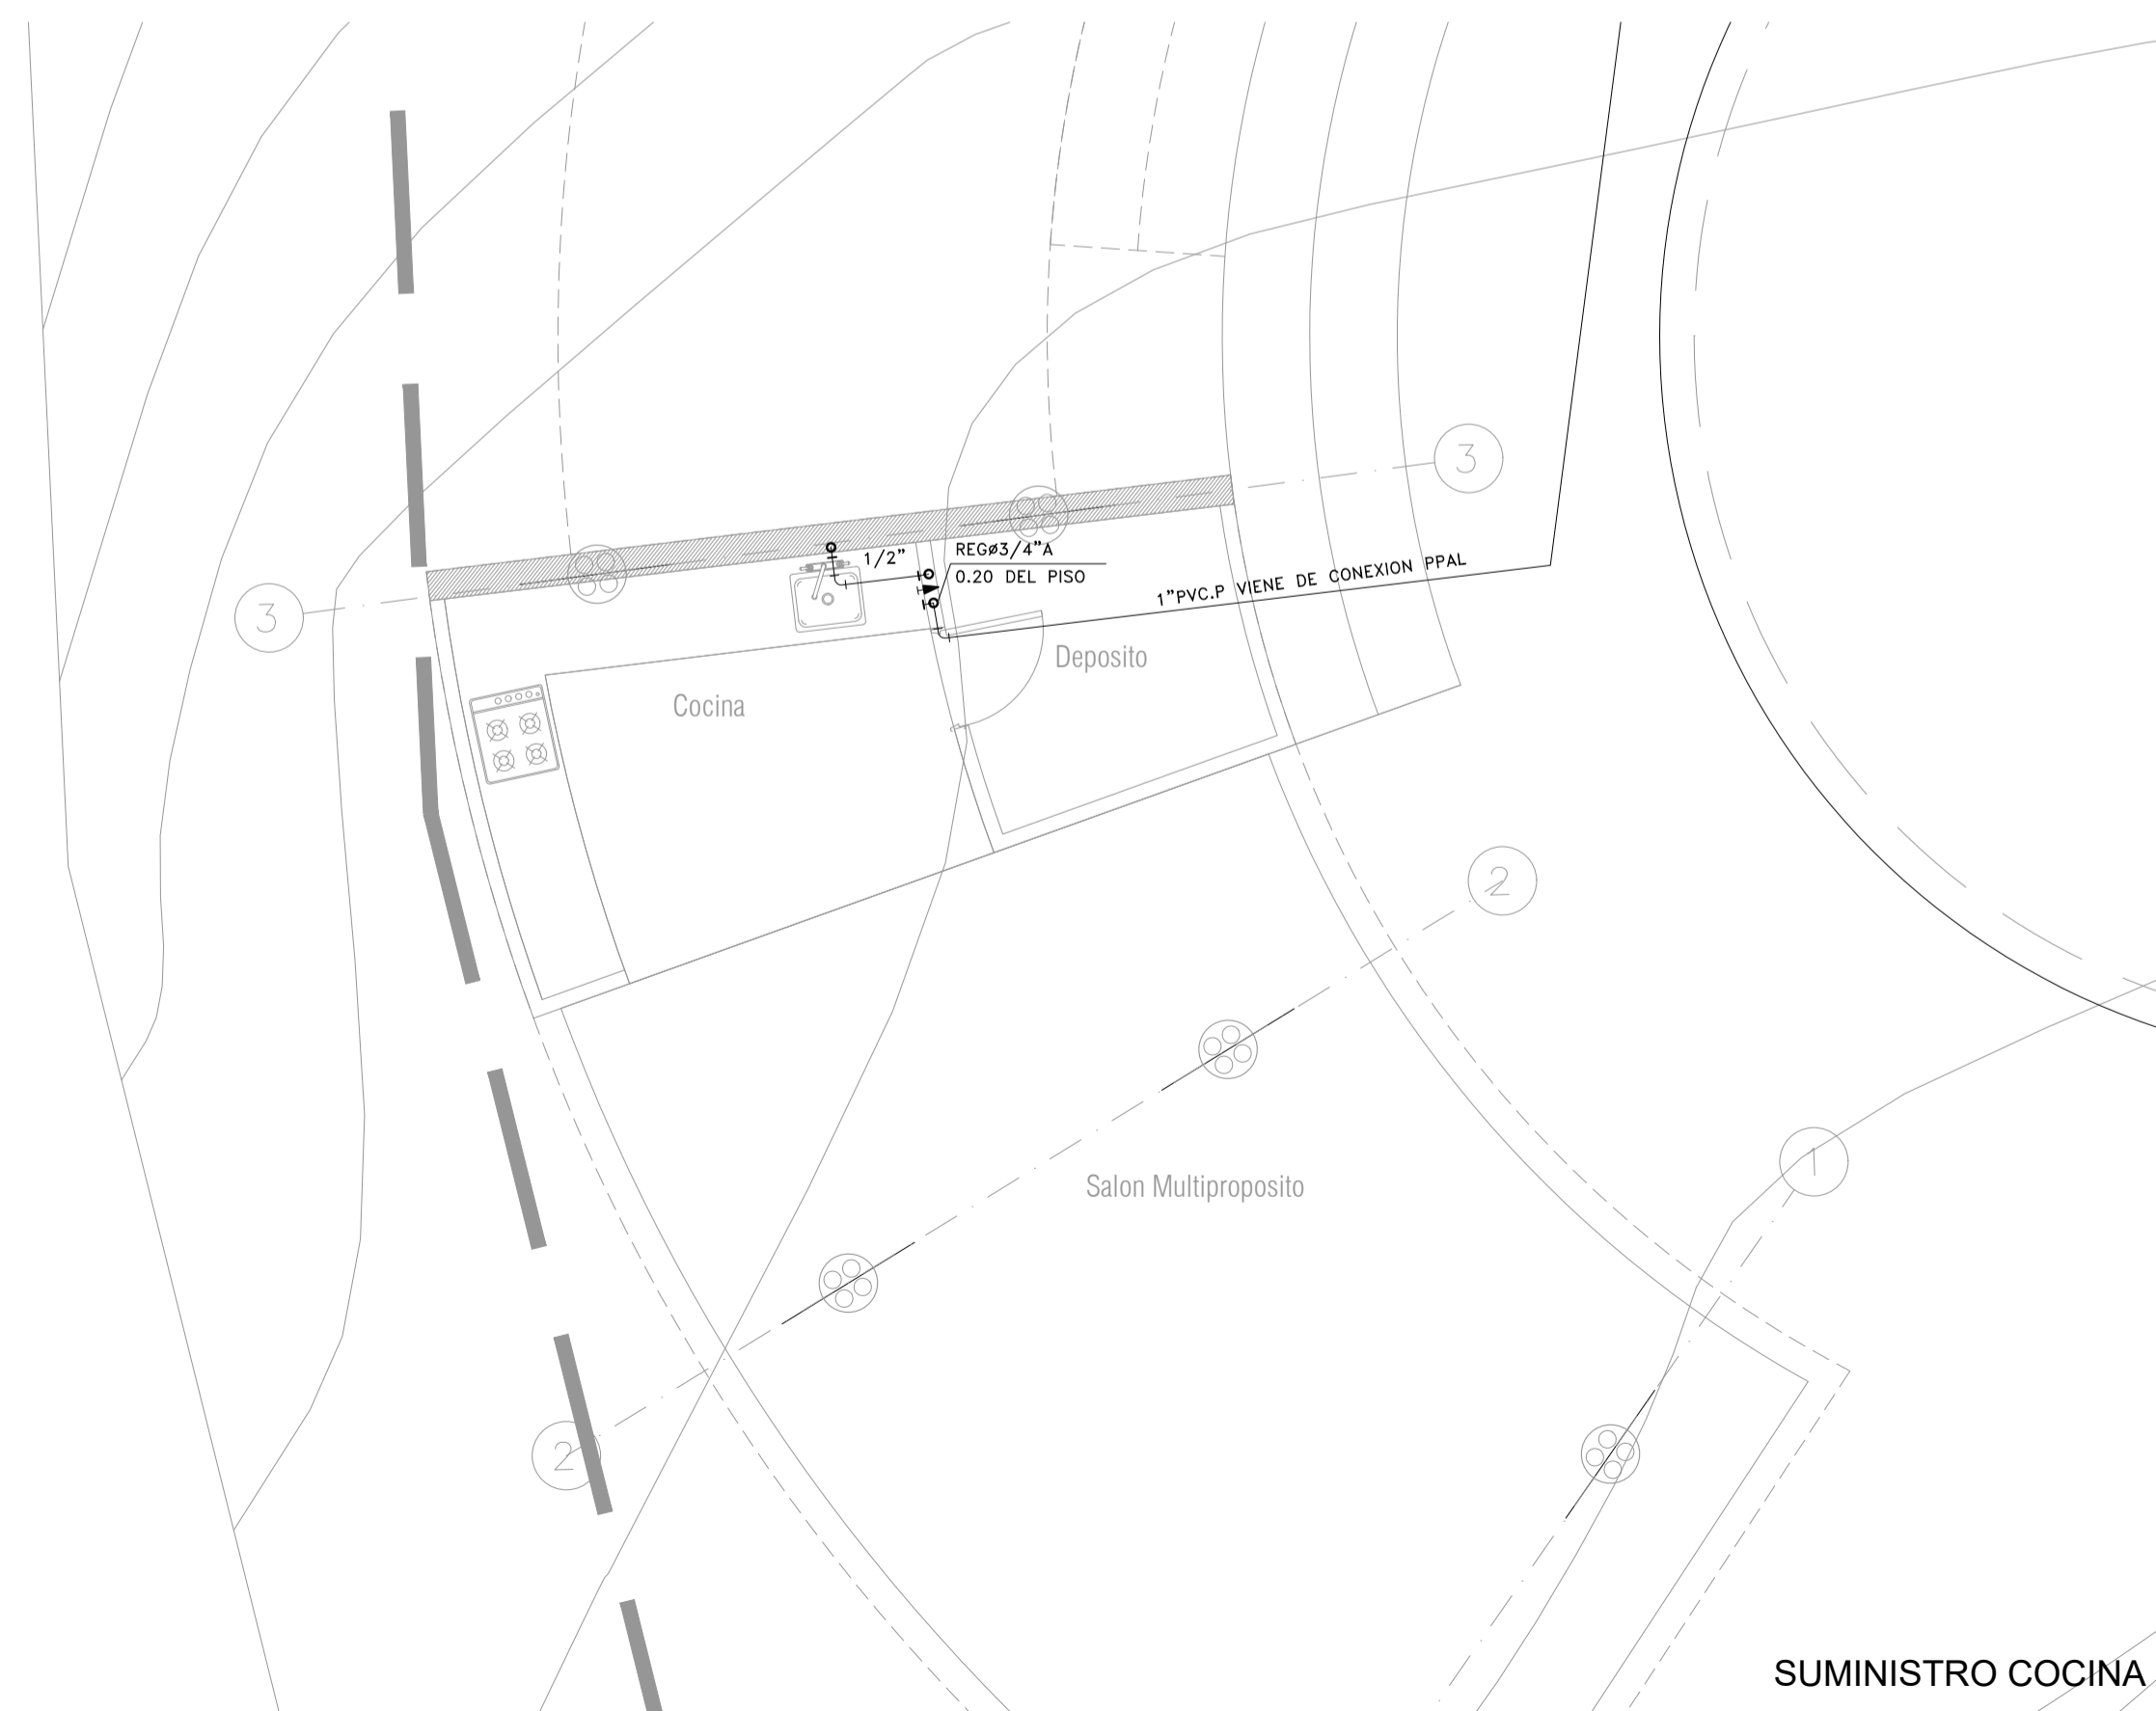 3
1/2"
REGø3/4"A
0.20 DEL PISO
1"PVC.P VIENE DE CONEXION PPAL
3
Deposito
Cocina
2
1
Salon Multiproposito
2
SUMINISTRO COCINA